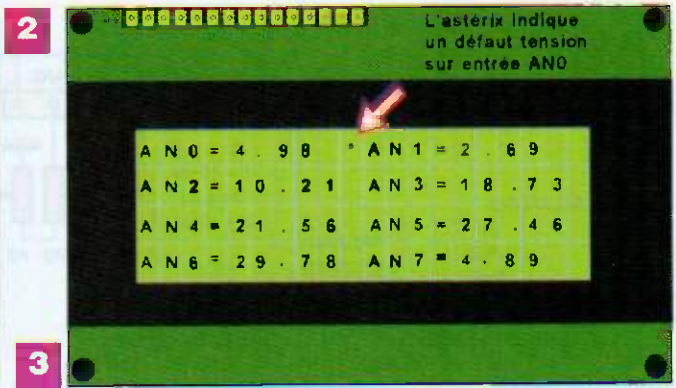 2
L'astérix indique
un défaut tension
sur entrée AN0
AN0=4.98 * AN1=2.69
AN2=10.21 AN3=18.73
AN4=21.56 AN5=27.46
AN6=29.78 AN7=4.89
3